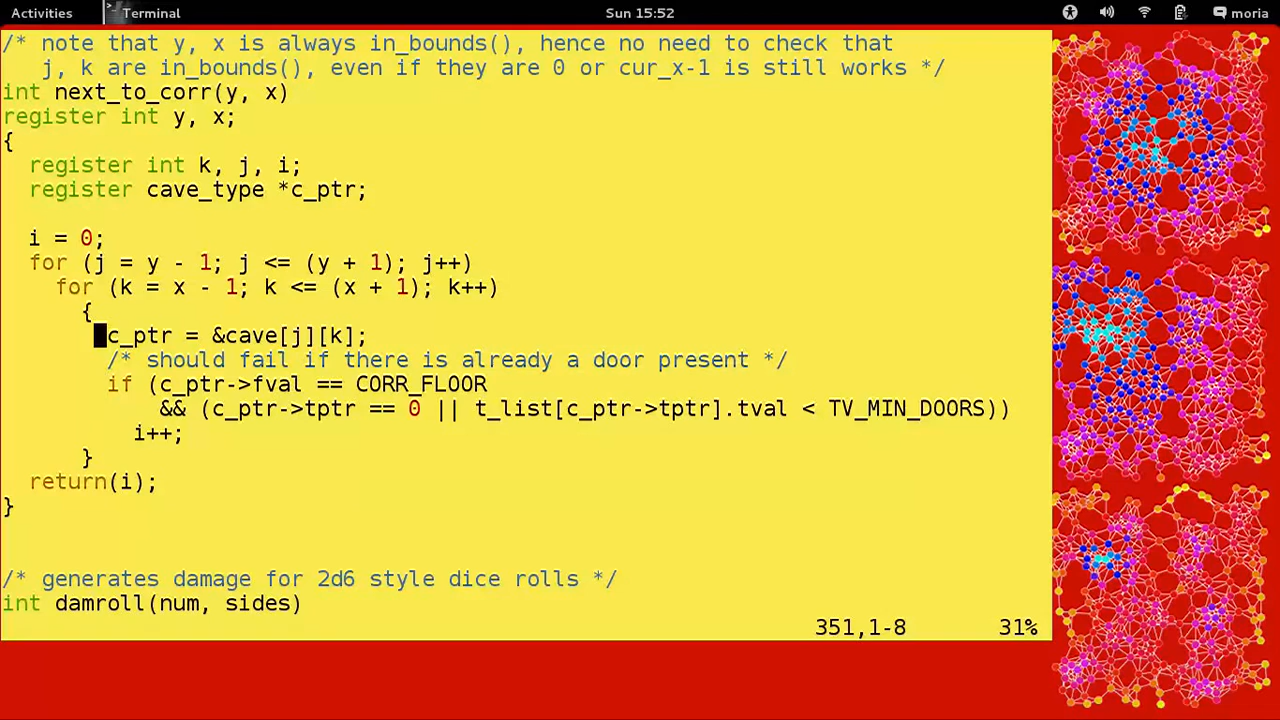 Activities
Terminal
Sun 15:52
moria
/* note that y, x is always in_bounds(), hence no need to check that
j, k are in_bounds(), even if they are 0 or cur_x-1 is still works */
int next_to_corr(y, x)
register int y, x;
{
register int k, j, i;
register cave_type *c_ptr;
i = 0;
for (j = y - 1; j <= (y + 1); j++)
for (k = x - 1; k <= (x + 1); k++)
{
c_ptr = &cave[j][k];
/* should fail if there is already a door present */
if (c_ptr->fval == CORR_FLOOR
&& (c_ptr->tptr == 0 || t_list[c_ptr->tptr].tval < TV_MIN_DOORS))
i++;
}
return(i);
}
/* generates damage for 2d6 style dice rolls */
int damroll(num, sides)
351,1-8 31%